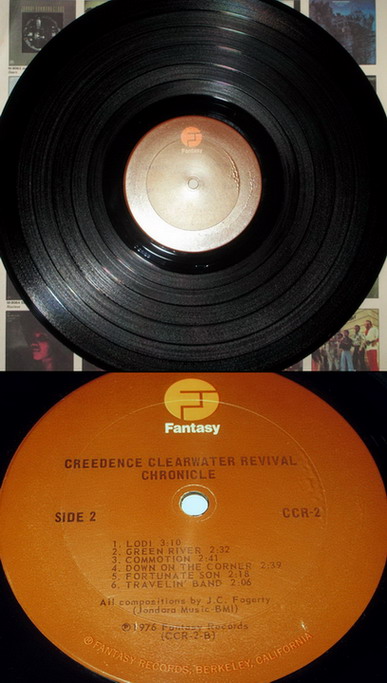 Fantasy
Fantasy
CREEDENCE CLEARWATER REVIVAL
CHRONICLE
SIDE 2
CCR-2
1. LODI 3:10
2. GREEN RIVER 2:32
3. COMMOTION 2:41
4. DOWN ON THE CORNER 2:39
5. FORTUNATE SON 2:18
6. TRAVELIN' BAND 2:06
All compositions by J.C. Fogerty
(Jondora Music-BMI)
℗ 1976 Fantasy Records
(CCR-2-B)
© FANTASY RECORDS, BERKELEY, CALIFORNIA